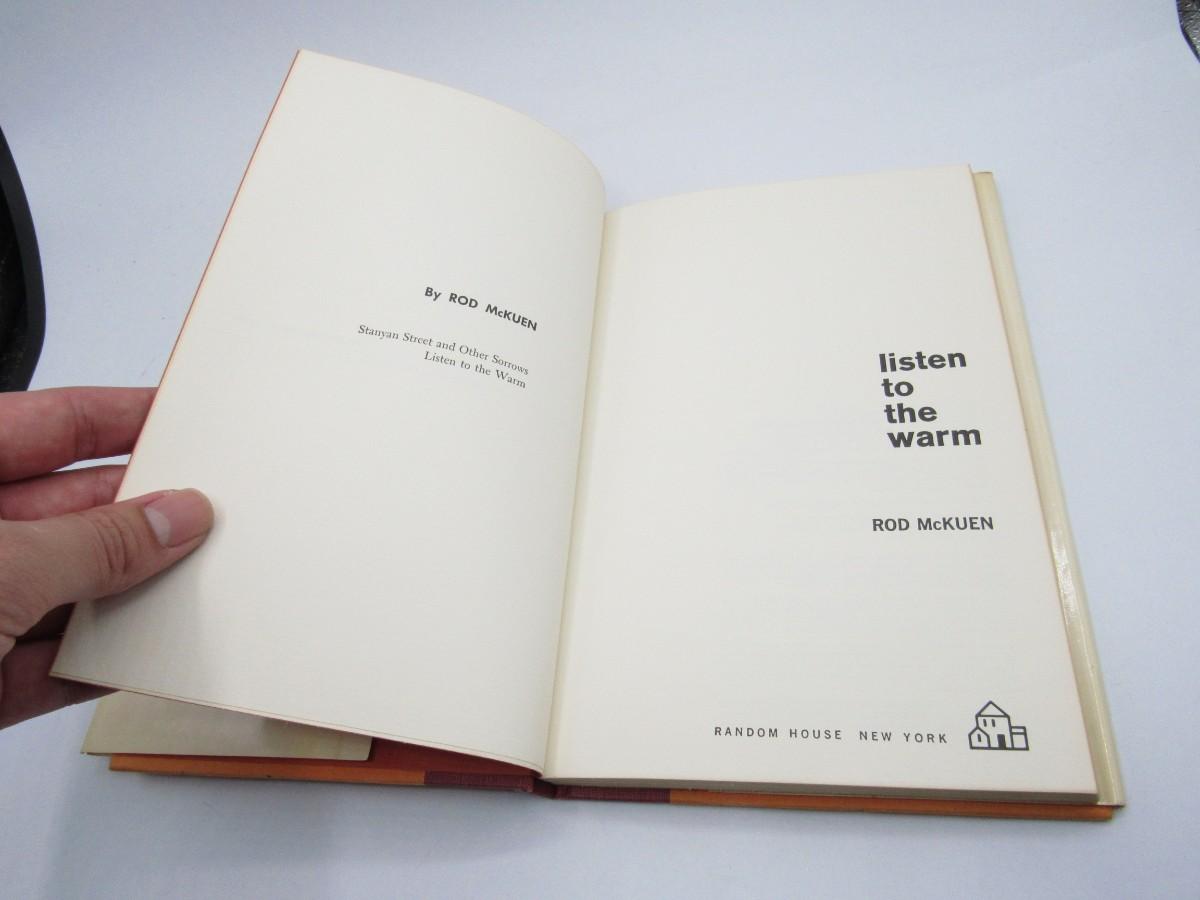 By ROD McKUEN
Stanyan Street and Other Sorrows
Listen to the Warm
listen
to
the
warm
ROD McKUEN
RANDOM HOUSE NEW YORK